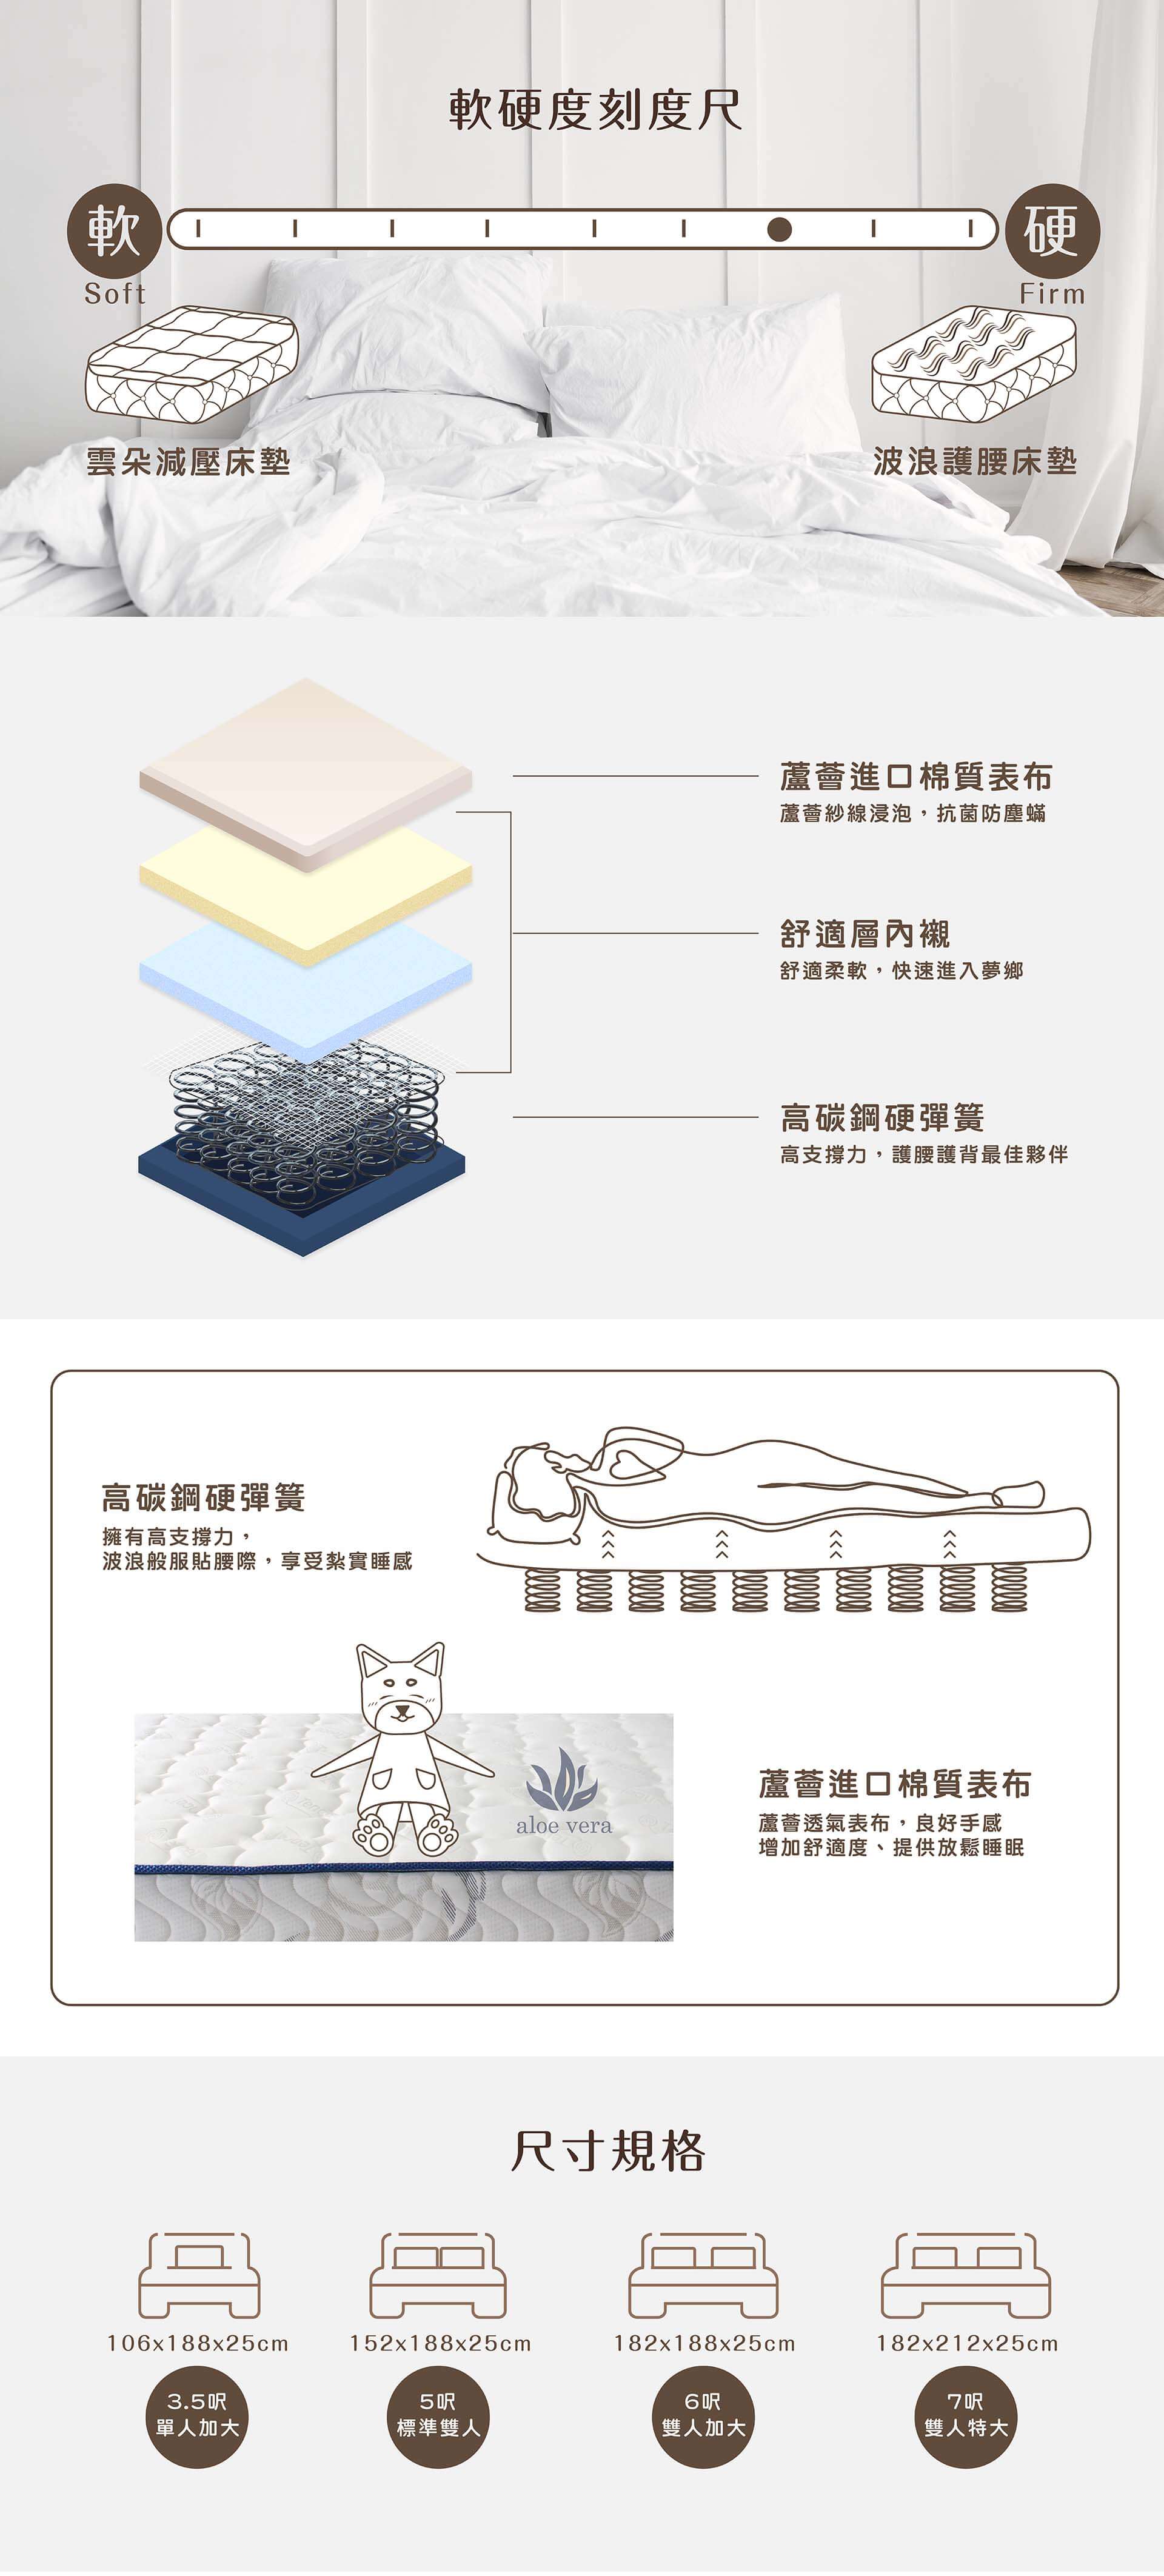 軟硬度刻度尺
軟
硬
Soft
Firm
雲朵減壓床墊
波浪護腰床墊
蘆薈進口棉質表布
蘆薈紗線浸泡，抗菌防塵蟎
舒適層內襯
舒適柔軟，快速進入夢鄉
高碳鋼硬彈簧
高支撐力，護腰護背最佳夥伴
高碳鋼硬彈簧
擁有高支撐力，
波浪般服貼腰際，享受紮實睡感
aloe vera
蘆薈進口棉質表布
蘆薈透氣表布，良好手感
增加舒適度、提供放鬆睡眠
尺寸規格
106x188x25cm
152x188x25cm
182x188x25cm
182x212x25cm
3.5呎
單人加大
5呎
標準雙人
6呎
雙人加大
7呎
雙人特大